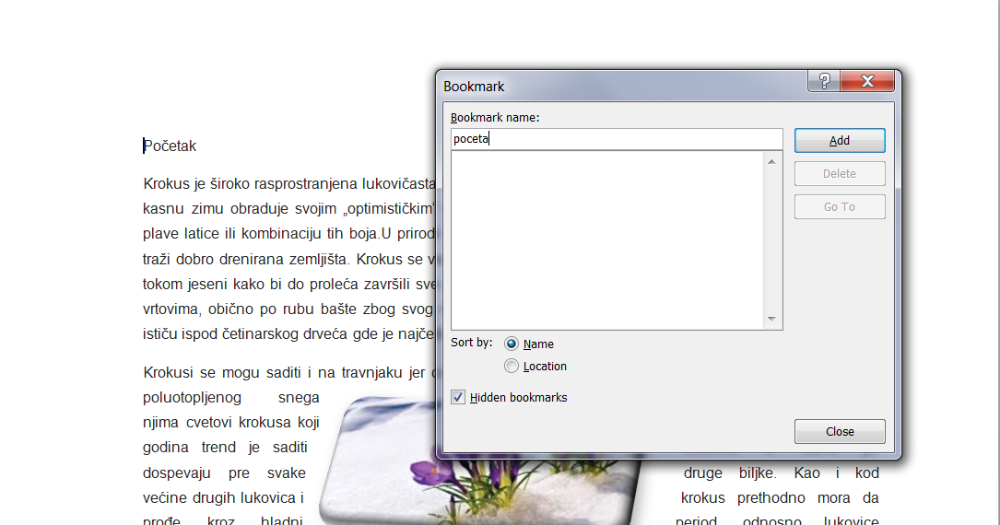 Bookmark
?
X
Bookmark name:
poceta
Add
Delete
Go To
Sort by:
Name
Location
Hidden bookmarks
Close
Početak
Krokus je široko rasprostranjena lukovičasta
kasnu zimu obraduje svojim „optimističkim“
plave latice ili kombinaciju tih boja.U prirod
traži dobro drenirana zemljišta. Krokus se v
tokom jeseni kako bi do proleća završili sve
vrtovima, obično po rubu bašte zbog svog
ističu ispod četinarskog drveća gde je najče
Krokusi se mogu saditi i na travnjaku jer
poluotopljenog snega
njima cvetovi krokusa koji
godina trend je saditi
dospevaju pre svake
većine drugih lukovica i
prođe kroz hladni
druge biljke. Kao i kod
krokus prethodno mora da
period, odnosno lukovice